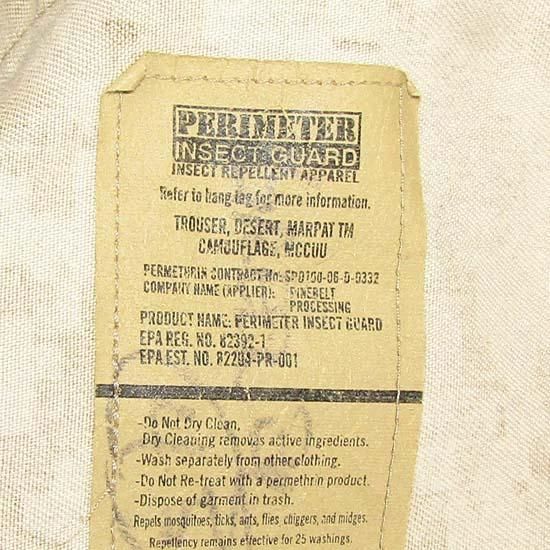 PERIMETER
INSECT GUARD
INSECT REPELLENT APPAREL
Refer to hang tag for more information.
TROUSER, DESERT, MARPAT TM
CAMOUFLAGE, MCCUU
PERMETHRIN CONTRACT No: SP0100-06-D-0332
COMPANY NAME (APPLIER): PINEBELT
PROCESSING
PRODUCT NAME: PERIMETER INSECT GUARD
EPA REG. NO. 82392-1
EPA EST. NO. 82294-PR-001
-Do Not Dry Clean,
Dry Cleaning removes active ingredients.
-Wash separately from other clothing.
-Do Not Re-treat with a permethrin product.
-Dispose of garment in trash.
Repels mosquitoes, ticks, ants, flies, chiggers, and midges.
Repellency remains effective for 25 washings.